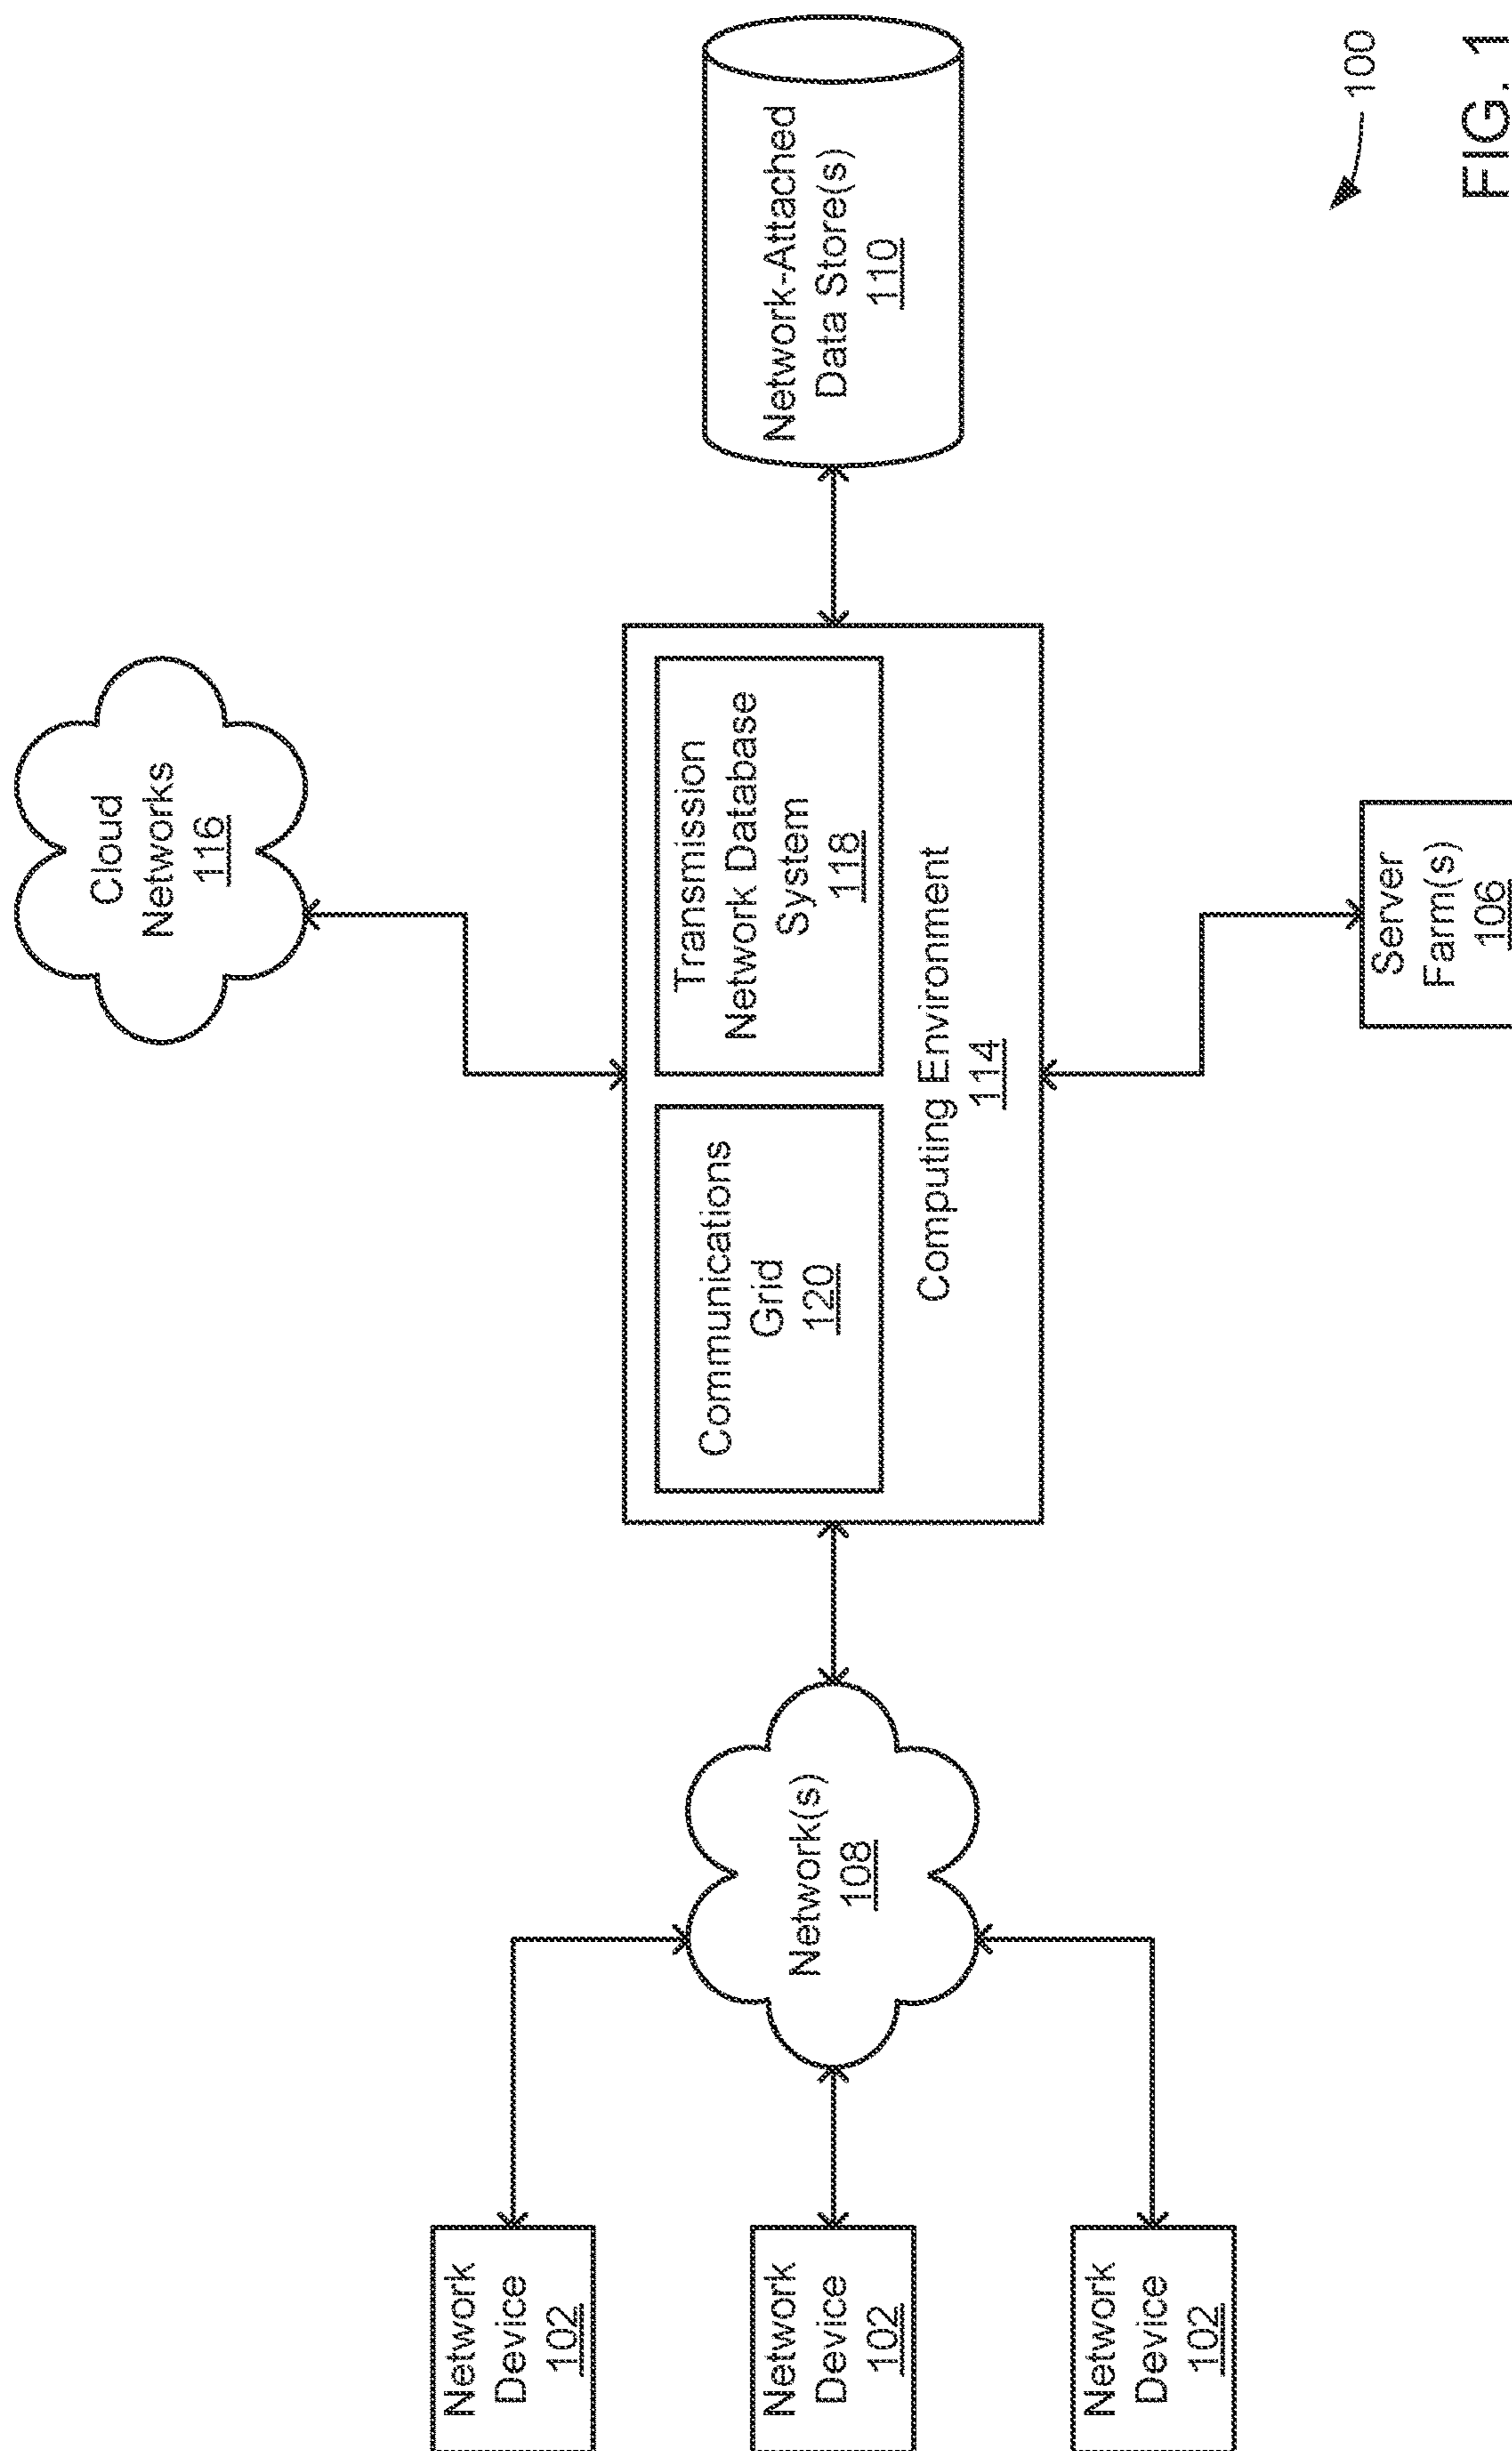 Cloud
Networks
116
Network
Device
102
Network
Device
102
Network
Device
102
Network(s)
108
Communications
Grid
120
Transmission
Network Database
System
118
Computing Environment
114
Network-Attached
Data Store(s)
110
Server
Farm(s)
106
100
FIG. 1